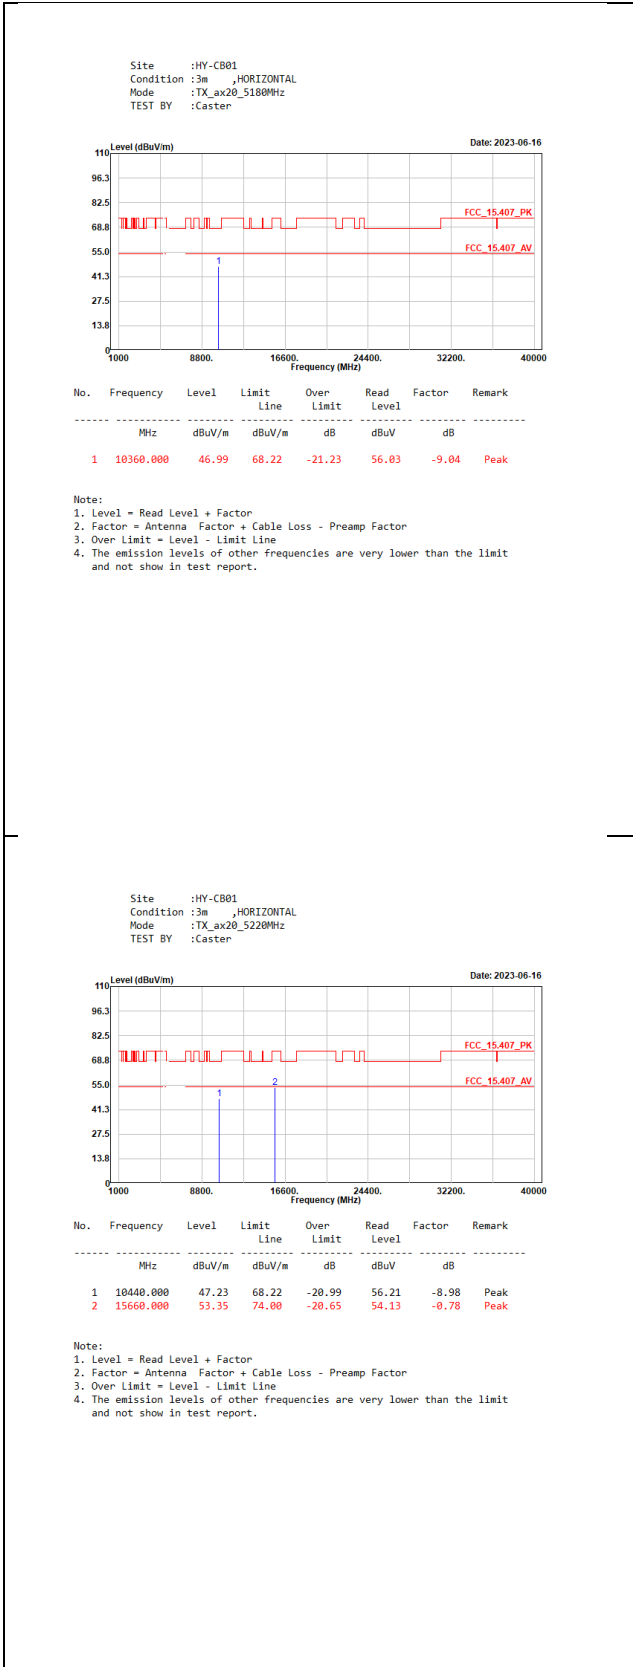 Site      :HY-CB01
Condition :3m    ,HORIZONTAL
Mode      :TX_ax20_5180MHz
TEST BY   :Caster
Level (dBuV/m)    Date: 2023-06-16
110
96.3
82.5
FCC_15.407_PK
68.8
55.0
FCC_15.407_AV
1
41.3
27.5
13.8
0
1000 8800. 16600. 24400. 32200. 40000
Frequency (MHz)
No. Frequency Level Limit Over Read Factor Remark
Line Limit Level
------ ----------- -------- --------- --------- --------- -------- ---------
MHz dBuV/m dBuV/m dB dBuV dB
1 10360.000 46.99 68.22 -21.23 56.03 -9.04 Peak
Note:
1. Level = Read Level + Factor
2. Factor = Antenna  Factor + Cable Loss - Preamp Factor
3. Over Limit = Level - Limit Line
4. The emission levels of other frequencies are very lower than the limit
and not show in test report.
Site      :HY-CB01
Condition :3m    ,HORIZONTAL
Mode      :TX_ax20_5220MHz
TEST BY   :Caster
Level (dBuV/m)    Date: 2023-06-16
110
96.3
82.5
FCC_15.407_PK
68.8
55.0
FCC_15.407_AV
1 2
41.3
27.5
13.8
0
1000 8800. 16600. 24400. 32200. 40000
Frequency (MHz)
No. Frequency Level Limit Over Read Factor Remark
Line Limit Level
------ ----------- -------- --------- --------- --------- -------- ---------
MHz dBuV/m dBuV/m dB dBuV dB
1 10440.000 47.23 68.22 -20.99 56.21 -8.98 Peak
2 15660.000 53.35 74.00 -20.65 54.13 -0.78 Peak
Note:
1. Level = Read Level + Factor
2. Factor = Antenna  Factor + Cable Loss - Preamp Factor
3. Over Limit = Level - Limit Line
4. The emission levels of other frequencies are very lower than the limit
and not show in test report.